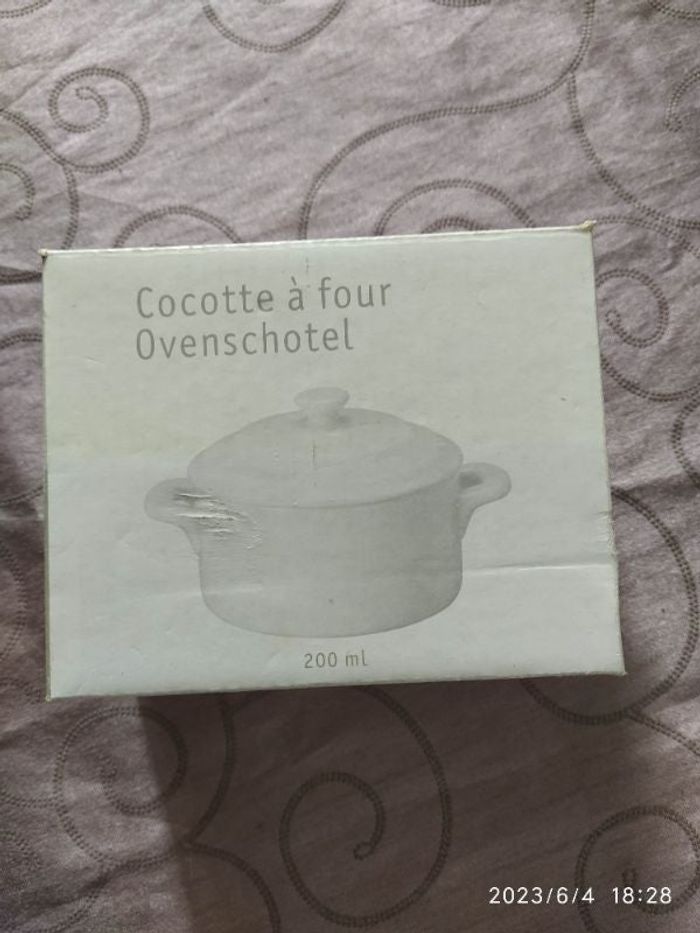 Cocotte à four
Ovenschotel
200 ml
2023/6/4 18:28